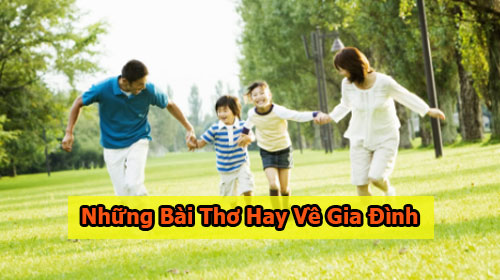 Những Bài Thơ Hay Về Gia Đình